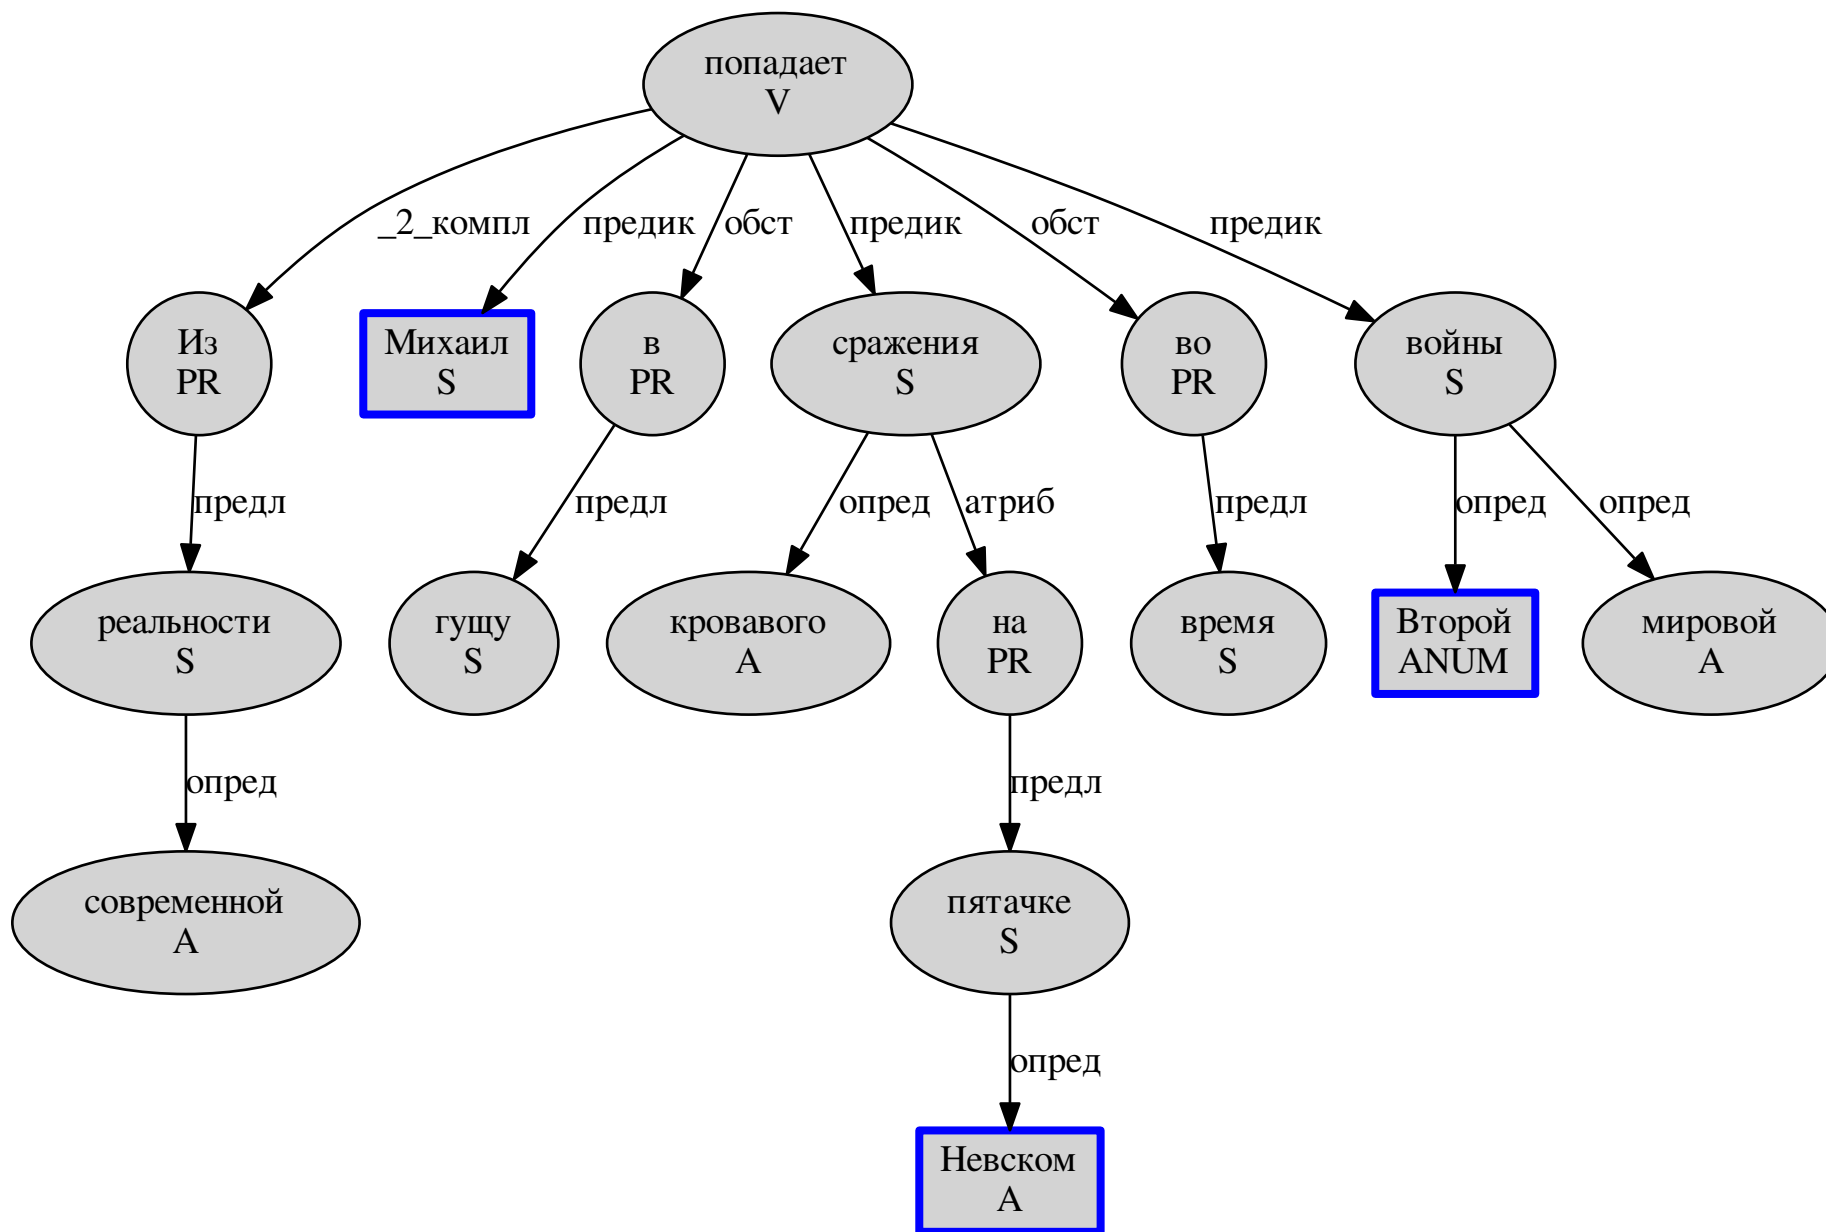 попадает
V
_2_компл
предик
обст
предик
обст
предик
Из
PR
Михаил
S
в
PR
сражения
S
во
PR
войны
S
предл
предл
опред
атриб
предл
опред
опред
реальности
S
гущу
S
кровавого
A
на
PR
время
S
Второй
ANUM
мировой
A
опред
предл
современной
A
пятачке
S
опред
Невском
A